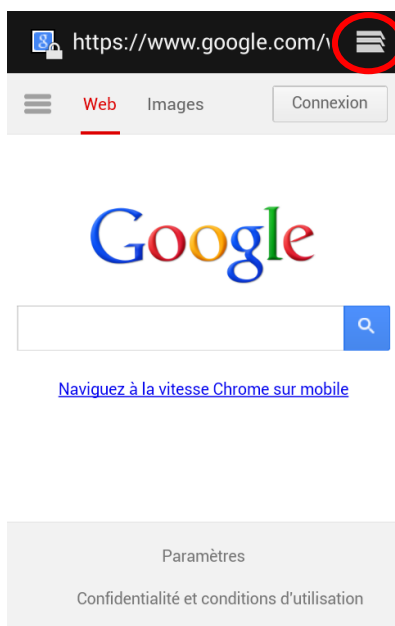 https://www.google.com/
Web Images Connexion
Google
Naviguez à la vitesse Chrome sur mobile
Paramètres
Confidentialité et conditions d'utilisation